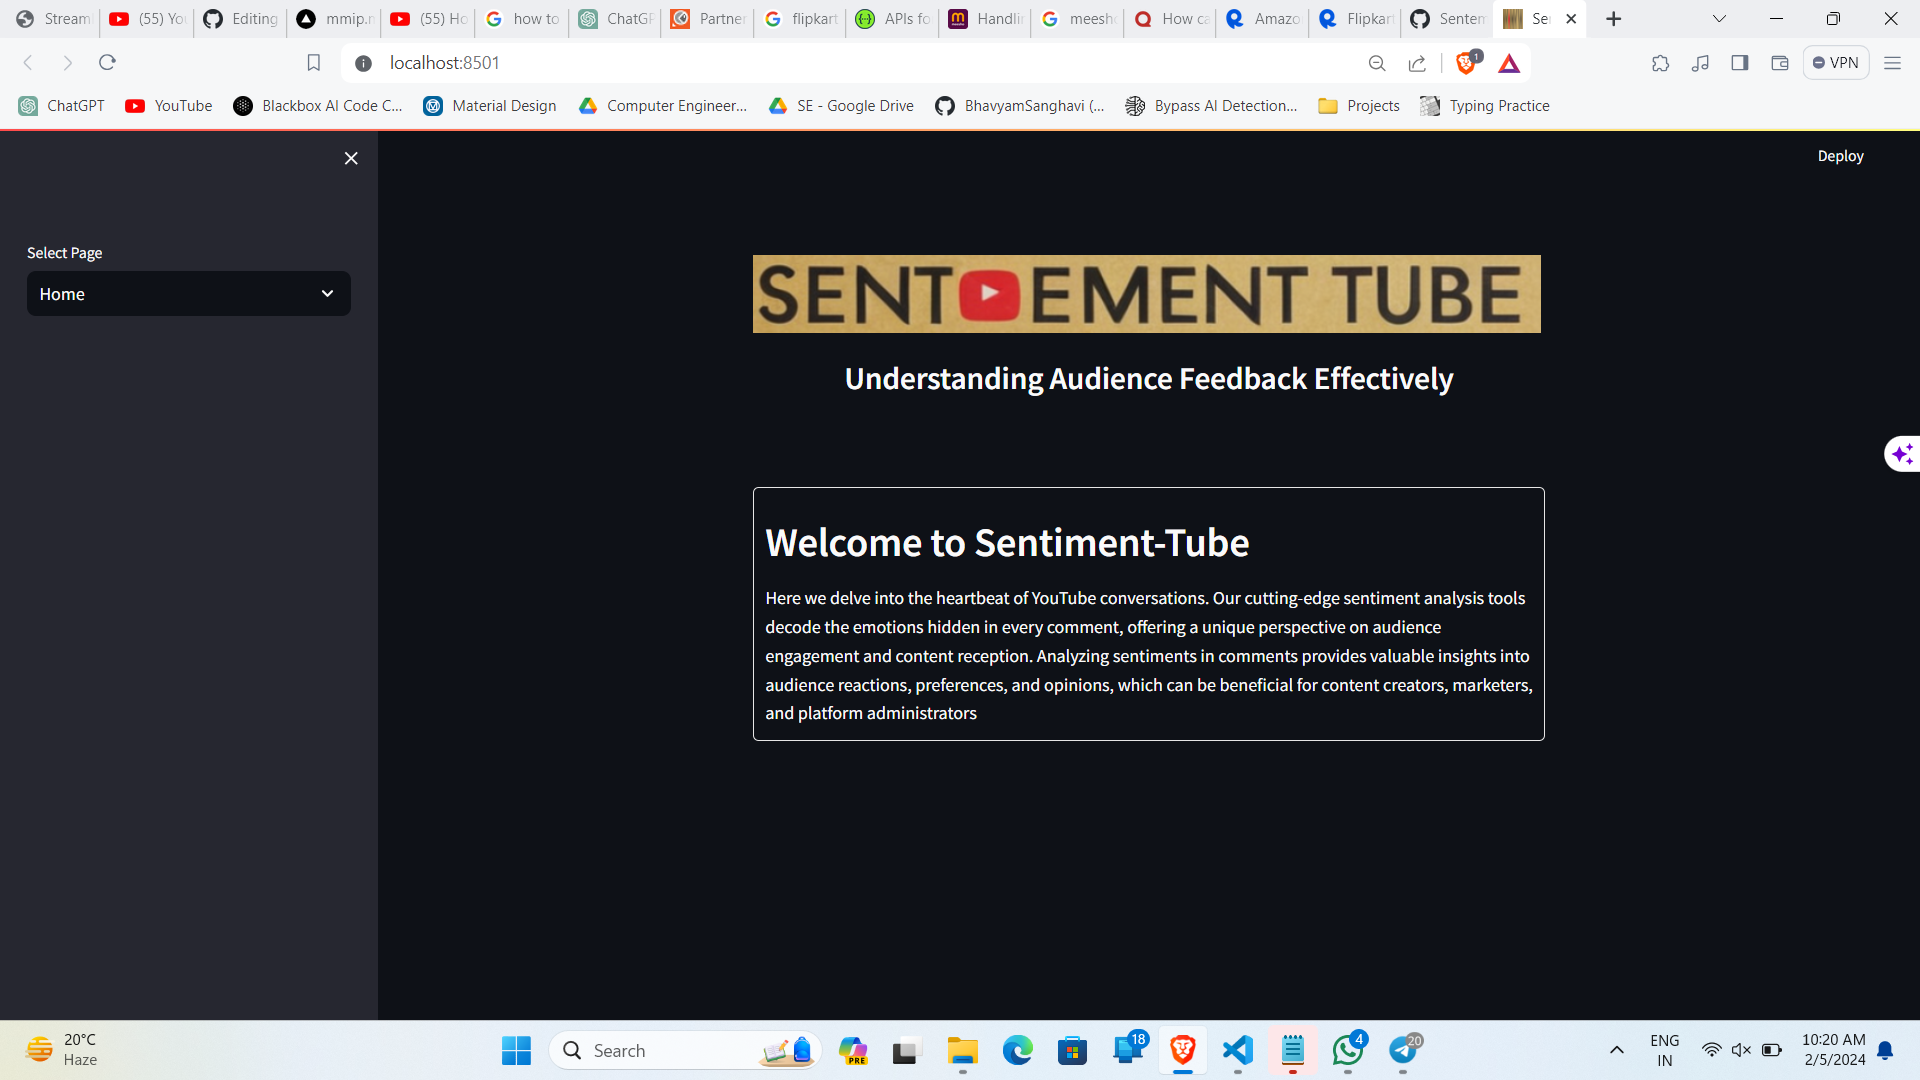 Stream
(55) Yo
Editing
mmip.n
(55) Ho
how to
ChatGP
Partner
flipkart
APIs fo
Handlin
meesho
How ca
Amazo
Flipkart
Sentem
Se
localhost:8501
1
VPN
ChatGPT
YouTube
Blackbox AI Code C...
Material Design
Computer Engineer...
SE - Google Drive
BhavyamSanghavi (...
Bypass AI Detection...
Projects
Typing Practice
Deploy
Select Page
Home
SENT EMENT TUBE
Understanding Audience Feedback Effectively
Welcome to Sentiment-Tube
Here we delve into the heartbeat of YouTube conversations. Our cutting-edge sentiment analysis tools
decode the emotions hidden in every comment, offering a unique perspective on audience
engagement and content reception. Analyzing sentiments in comments provides valuable insights into
audience reactions, preferences, and opinions, which can be beneficial for content creators, marketers,
and platform administrators
20°C
Haze
Search
PRE
18
4
20
ENG
IN
10:20 AM
2/5/2024